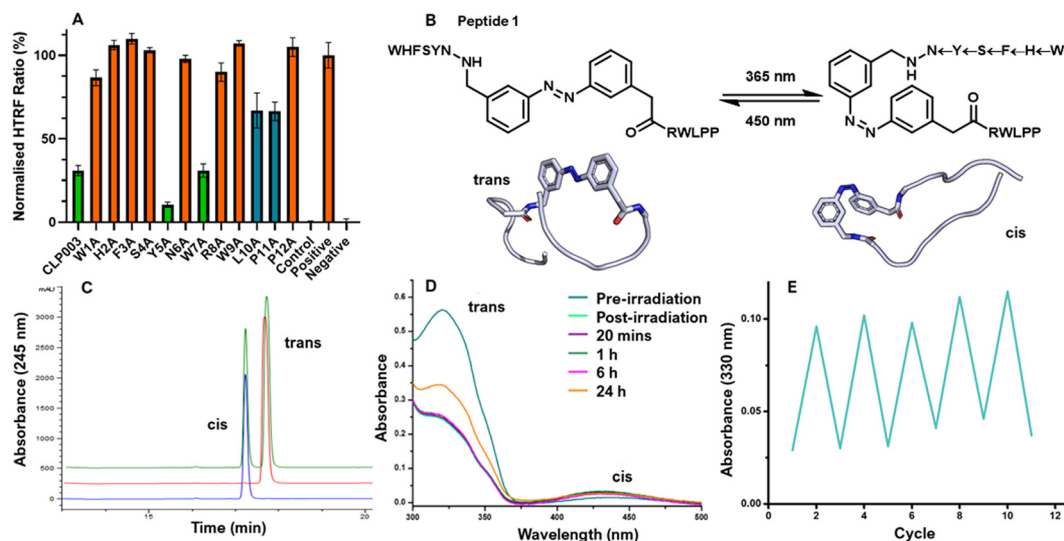 A
Normalised HTRF Ratio (%)
100
50
0
CLP003
W1A
H2A
F3A
S4A
Y5A
N6A
W7A
R8A
W9A
L10A
P11A
P12A
Control
Positive
Negative
B Peptide 1
WHFSYN
NH
N
N
O
RWLPP
365 nm
450 nm
N←Y←S←F←H←W
N
H
N=N
O
RWLPP
trans
cis
C
mAU
Absorbance (245 nm)
3000
2500
2000
1500
1000
500
0
trans
cis
15
20
Time (min)
D
trans
Absorbance
0.6
0.5
0.4
0.3
0.2
0.1
0.0
Pre-irradiation
Post-irradiation
20 mins
1 h
6 h
24 h
cis
300
350
400
450
500
Wavelength (nm)
E
Absorbance (330 nm)
0.10
0.05
0.00
0
2
4
6
8
10
12
Cycle